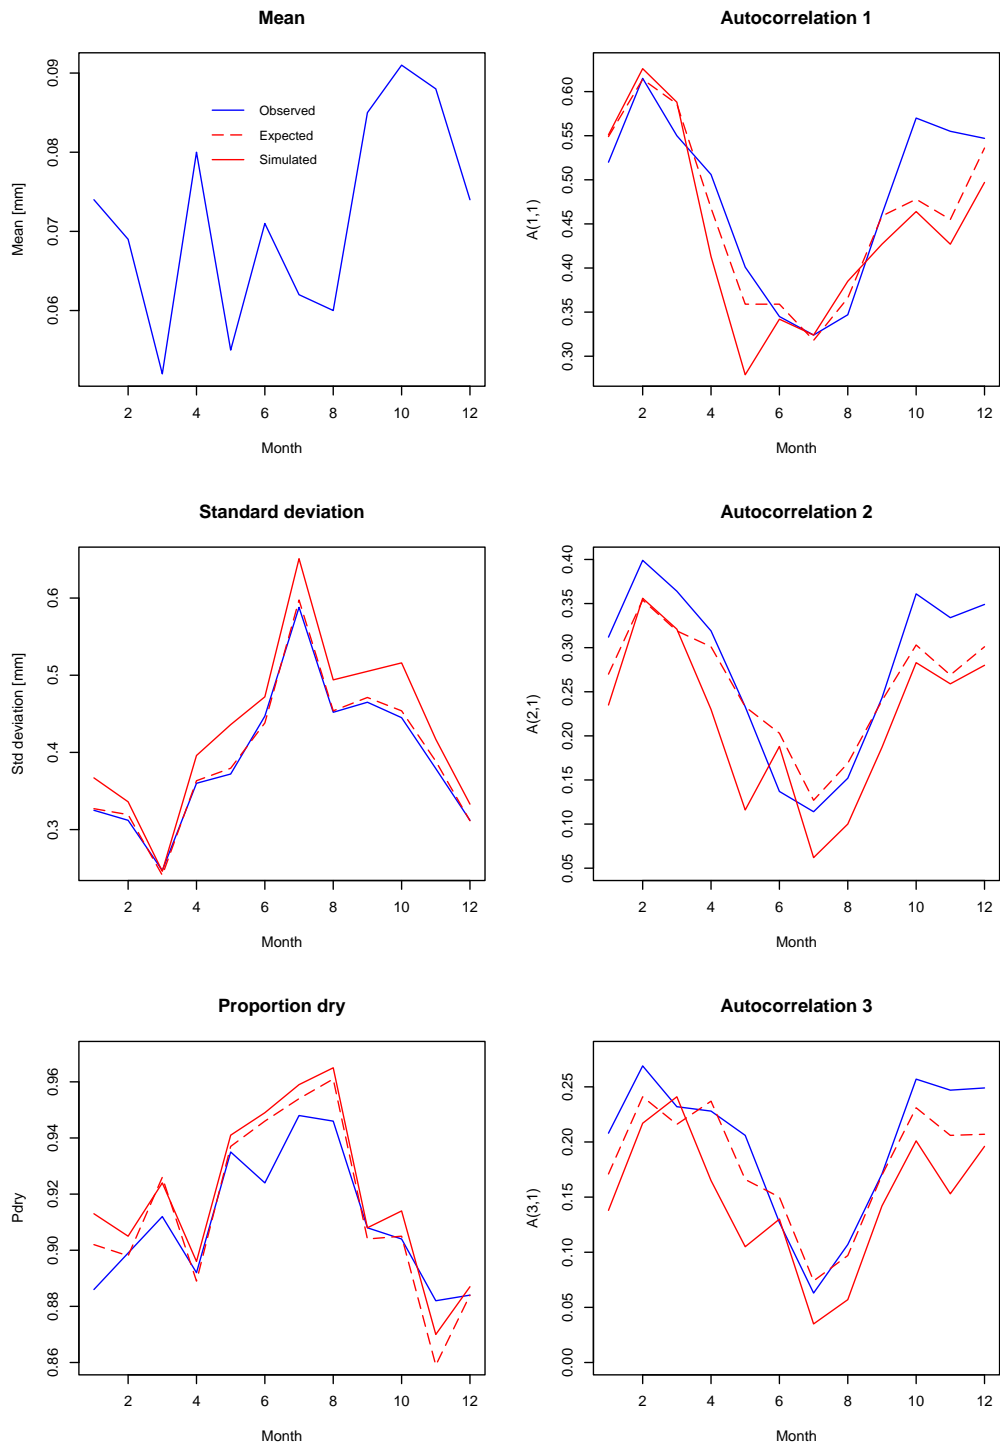 Mean
Mean [mm]
0.09
0.08
0.07
0.06
Observed
Expected
Simulated
2 4 6 8 10 12
Month
Autocorrelation 1
A(1,1)
0.60
0.55
0.50
0.45
0.40
0.35
0.30
2 4 6 8 10 12
Month
Standard deviation
Std deviation [mm]
0.6
0.5
0.4
0.3
2 4 6 8 10 12
Month
Autocorrelation 2
A(2,1)
0.40
0.35
0.30
0.25
0.20
0.15
0.10
0.05
2 4 6 8 10 12
Month
Proportion dry
Pdry
0.96
0.94
0.92
0.90
0.88
0.86
2 4 6 8 10 12
Month
Autocorrelation 3
A(3,1)
0.25
0.20
0.15
0.10
0.05
0.00
2 4 6 8 10 12
Month